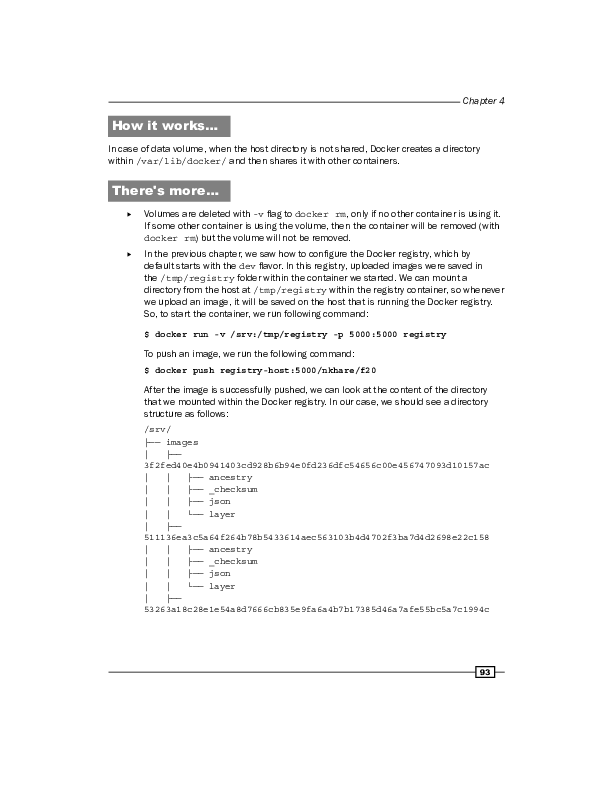 Chapter 4
How it works...
In case of data volume, when the host directory is not shared, Docker creates a directory
within /var/lib/docker/ and then shares it with other containers.
There's more...
▸ Volumes are deleted with -v flag to docker rm, only if no other container is using it.
If some other container is using the volume, then the container will be removed (with
docker rm) but the volume will not be removed.
▸ In the previous chapter, we saw how to configure the Docker registry, which by
default starts with the dev flavor. In this registry, uploaded images were saved in
the /tmp/registry folder within the container we started. We can mount a
directory from the host at /tmp/registry within the registry container, so whenever
we upload an image, it will be saved on the host that is running the Docker registry.
So, to start the container, we run following command:
$ docker run -v /srv:/tmp/registry -p 5000:5000 registry
To push an image, we run the following command:
$ docker push registry-host:5000/nkhare/f20
After the image is successfully pushed, we can look at the content of the directory
that we mounted within the Docker registry. In our case, we should see a directory
structure as follows:
/srv/
├── images
│   ├──
3f2fed40e4b0941403cd928b6b94e0fd236dfc54656c00e456747093d10157ac
│   │   ├── ancestry
│   │   ├── _checksum
│   │   ├── json
│   │   └── layer
│   ├──
511136ea3c5a64f264b78b5433614aec563103b4d4702f3ba7d4d2698e22c158
│   │   ├── ancestry
│   │   ├── _checksum
│   │   ├── json
│   │   └── layer
│   ├──
53263a18c28e1e54a8d7666cb835e9fa6a4b7b17385d46a7afe55bc5a7c1994c
93